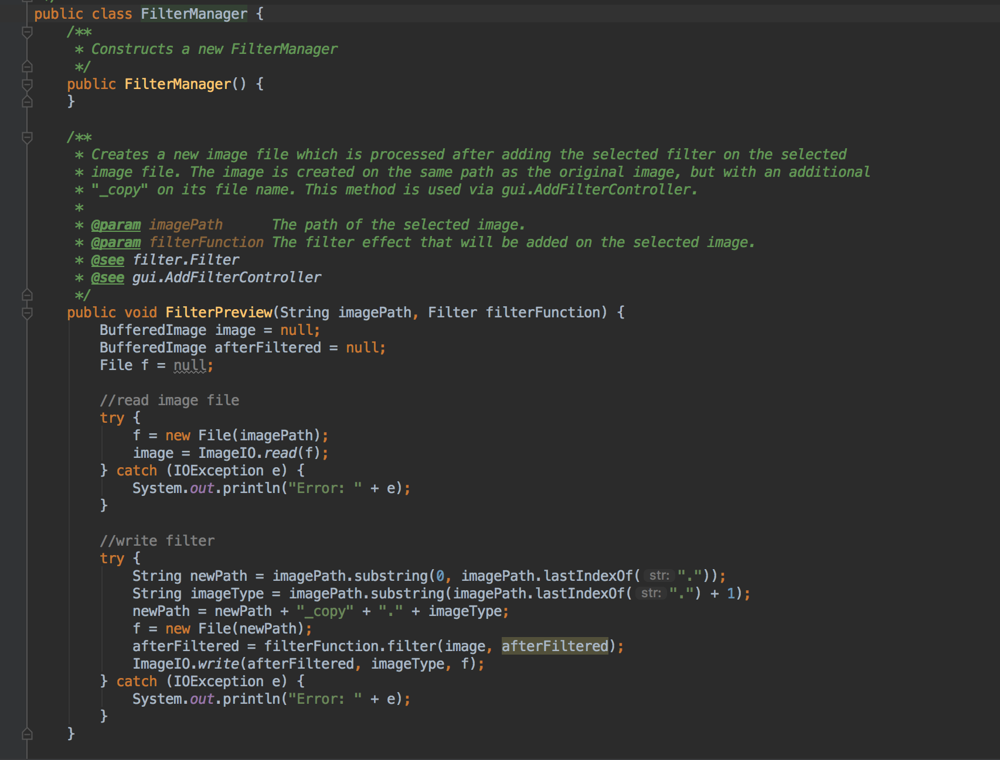 */
public class FilterManager {
/**
* Constructs a new FilterManager
*/
public FilterManager() {
}
/**
* Creates a new image file which is processed after adding the selected filter on the selected
* image file. The image is created on the same path as the original image, but with an additional
* "_copy" on its file name. This method is used via gui.AddFilterController.
*
* @param imagePath      The path of the selected image.
* @param filterFunction The filter effect that will be added on the selected image.
* @see filter.Filter
* @see gui.AddFilterController
*/
public void FilterPreview(String imagePath, Filter filterFunction) {
BufferedImage image = null;
BufferedImage afterFiltered = null;
File f = null;
//read image file
try {
f = new File(imagePath);
image = ImageIO.read(f);
} catch (IOException e) {
System.out.println("Error: " + e);
}
//write filter
try {
String newPath = imagePath.substring(0, imagePath.lastIndexOf( str: "."));
String imageType = imagePath.substring(imagePath.lastIndexOf( str: ".") + 1);
newPath = newPath + "_copy" + "." + imageType;
f = new File(newPath);
afterFiltered = filterFunction.filter(image, afterFiltered);
ImageIO.write(afterFiltered, imageType, f);
} catch (IOException e) {
System.out.println("Error: " + e);
}
}